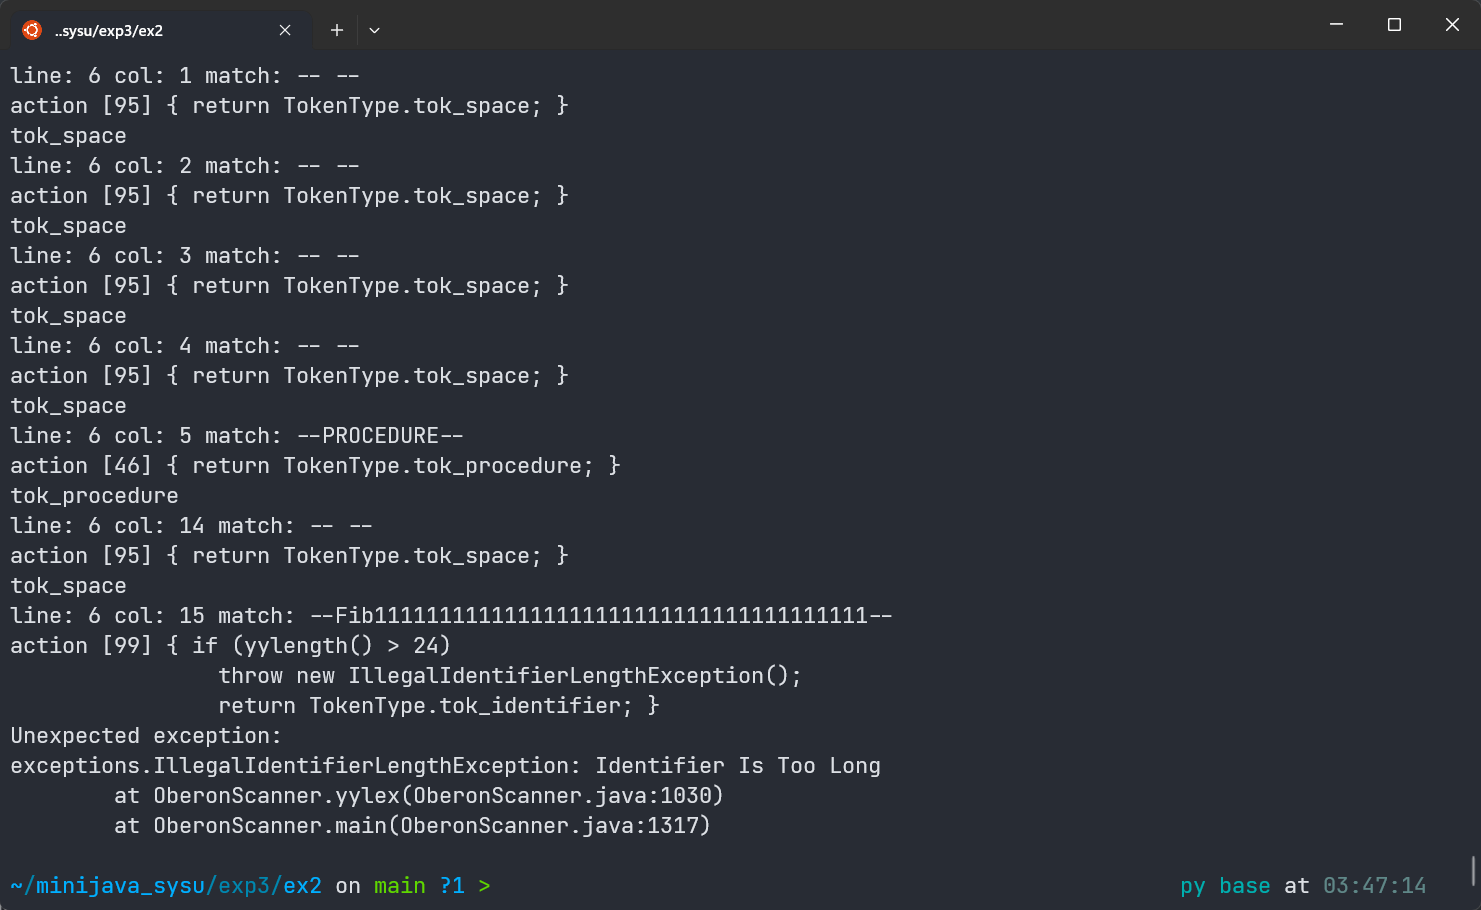 ..sysu/exp3/ex2
line: 6 col: 1 match: -- --
action [95] { return TokenType.tok_space; }
tok_space
line: 6 col: 2 match: -- --
action [95] { return TokenType.tok_space; }
tok_space
line: 6 col: 3 match: -- --
action [95] { return TokenType.tok_space; }
tok_space
line: 6 col: 4 match: -- --
action [95] { return TokenType.tok_space; }
tok_space
line: 6 col: 5 match: --PROCEDURE--
action [46] { return TokenType.tok_procedure; }
tok_procedure
line: 6 col: 14 match: -- --
action [95] { return TokenType.tok_space; }
tok_space
line: 6 col: 15 match: --Fib11111111111111111111111111111111111111--
action [99] { if (yylength() > 24)
                throw new IllegalIdentifierLengthException();
                return TokenType.tok_identifier; }
Unexpected exception:
exceptions.IllegalIdentifierLengthException: Identifier Is Too Long
        at OberonScanner.yylex(OberonScanner.java:1030)
        at OberonScanner.main(OberonScanner.java:1317)
~/minijava_sysu/exp3/ex2 on main ?1 > py base at 03:47:14